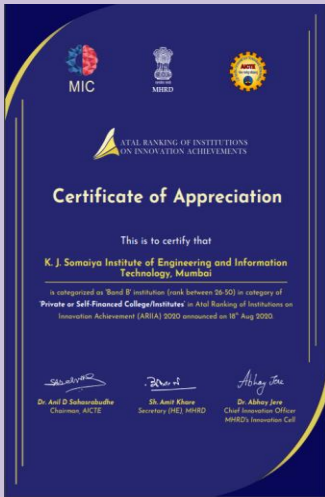 MIC
MHRD
AICTE
ATAL RANKING OF INSTITUTIONS
ON INNOVATION ACHIEVEMENTS
Certificate of Appreciation
This is to certify that
K. J. Somaiya Institute of Engineering and Information
Technology, Mumbai
is categorized as 'Band B' institution (rank between 26-50) in category of
'Private or Self-Financed College/Institutes' in Atal Ranking of Institutions on
Innovation Achievement (ARIIA) 2020 announced on 18th Aug 2020.
Dr. Anil D Sahasrabudhe
Chairman, AICTE
Sh. Amit Khare
Secretary (HE), MHRD
Dr. Abhay Jere
Chief Innovation Officer
MHRD's Innovation Cell